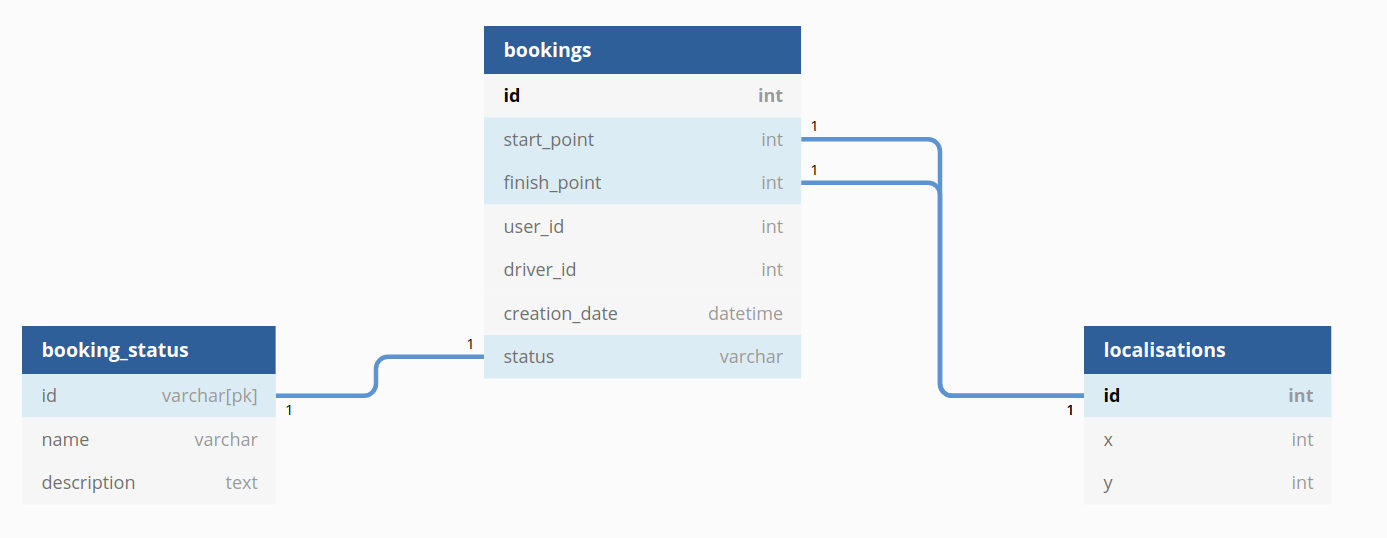 bookings
id int
start_point int
1
finish_point int
1
user_id int
driver_id int
creation_date datetime
status varchar
1
booking_status
id varchar[pk]
1
name varchar
description text
localisations
id int
1
x int
y int